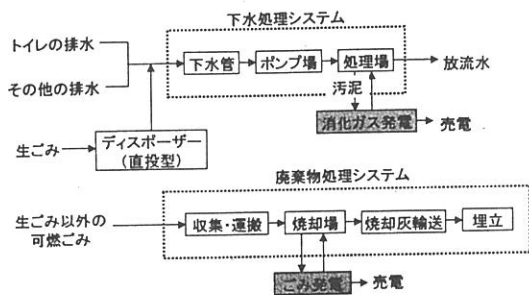 下水処理システム
トイレの排水
その他の排水
下水管
ポンプ場
処理場
放流水
汚泥
消化ガス発電
売電
生ごみ
ディスポーザー
(直投型)
廃棄物処理システム
生ごみ以外の
可燃ごみ
収集・運搬
焼却場
焼却灰輸送
埋立
ごみ発電
売電